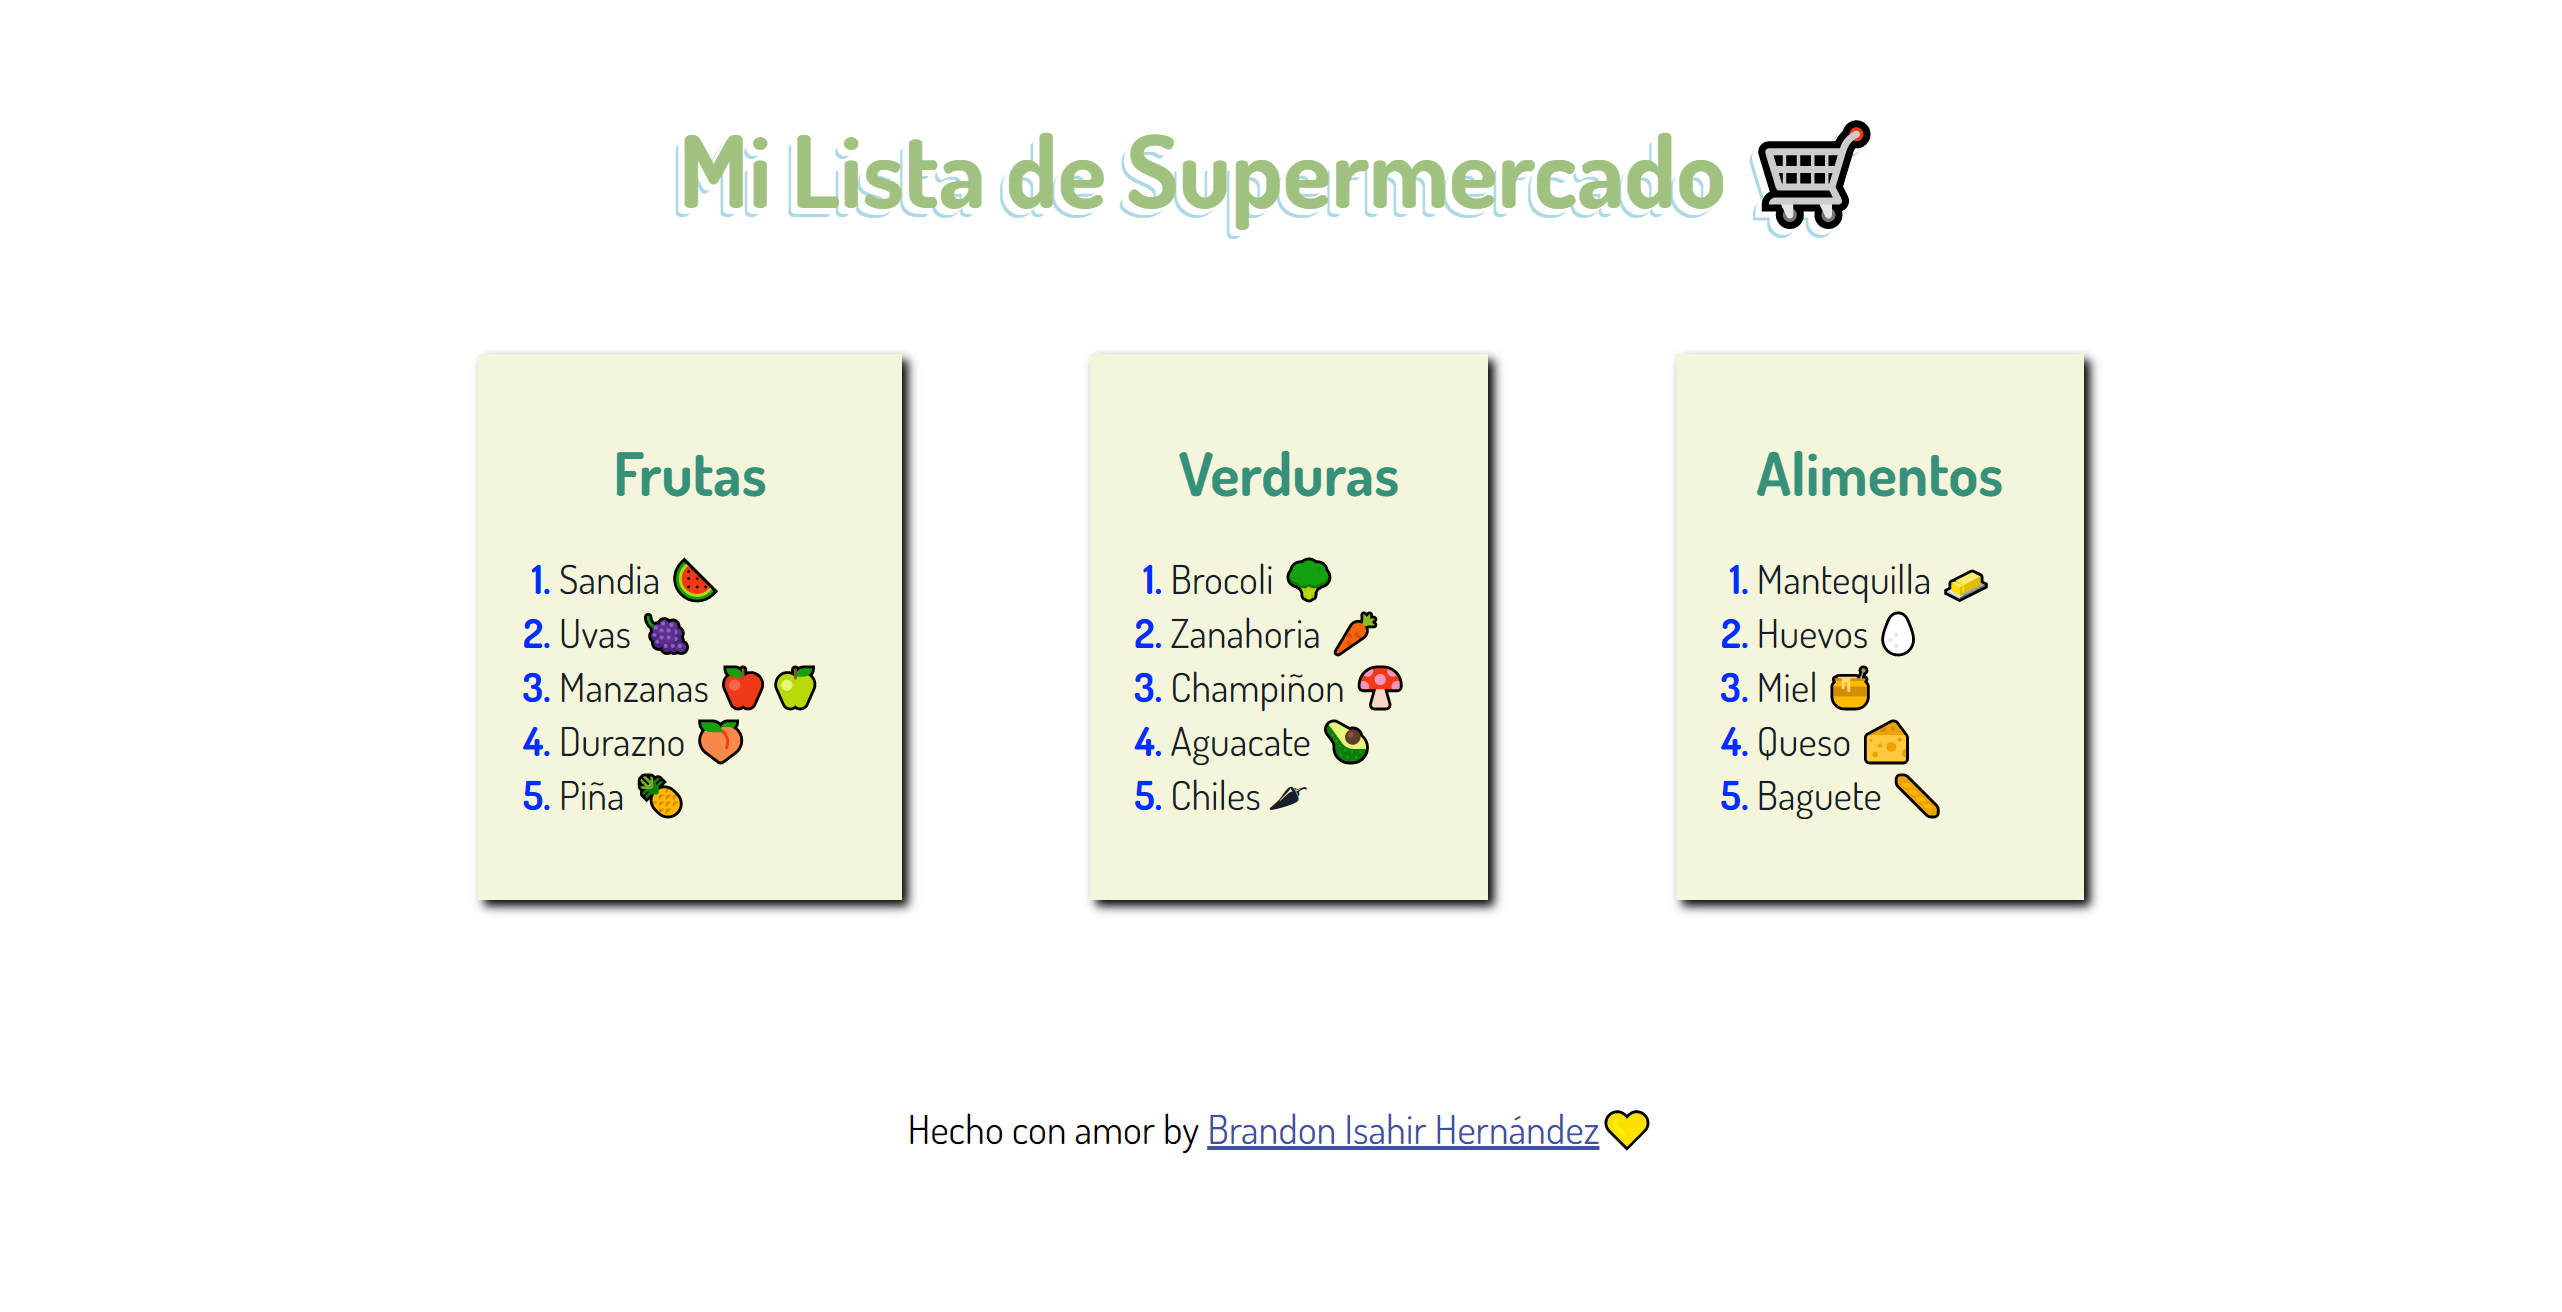 Mi Lista de Supermercado 🛒
Frutas
1. Sandia 🍉
2. Uvas 🍇
3. Manzanas 🍎🍏
4. Durazno 🍑
5. Piña 🍍
Verduras
1. Brocoli 🥦
2. Zanahoria 🥕
3. Champiñon 🍄
4. Aguacate 🥑
5. Chiles 🌶
Alimentos
1. Mantequilla 🧈
2. Huevos 🥚
3. Miel 🍯
4. Queso 🧀
5. Baguete 🥖
Hecho con amor by Brandon Isahir Hernández💛